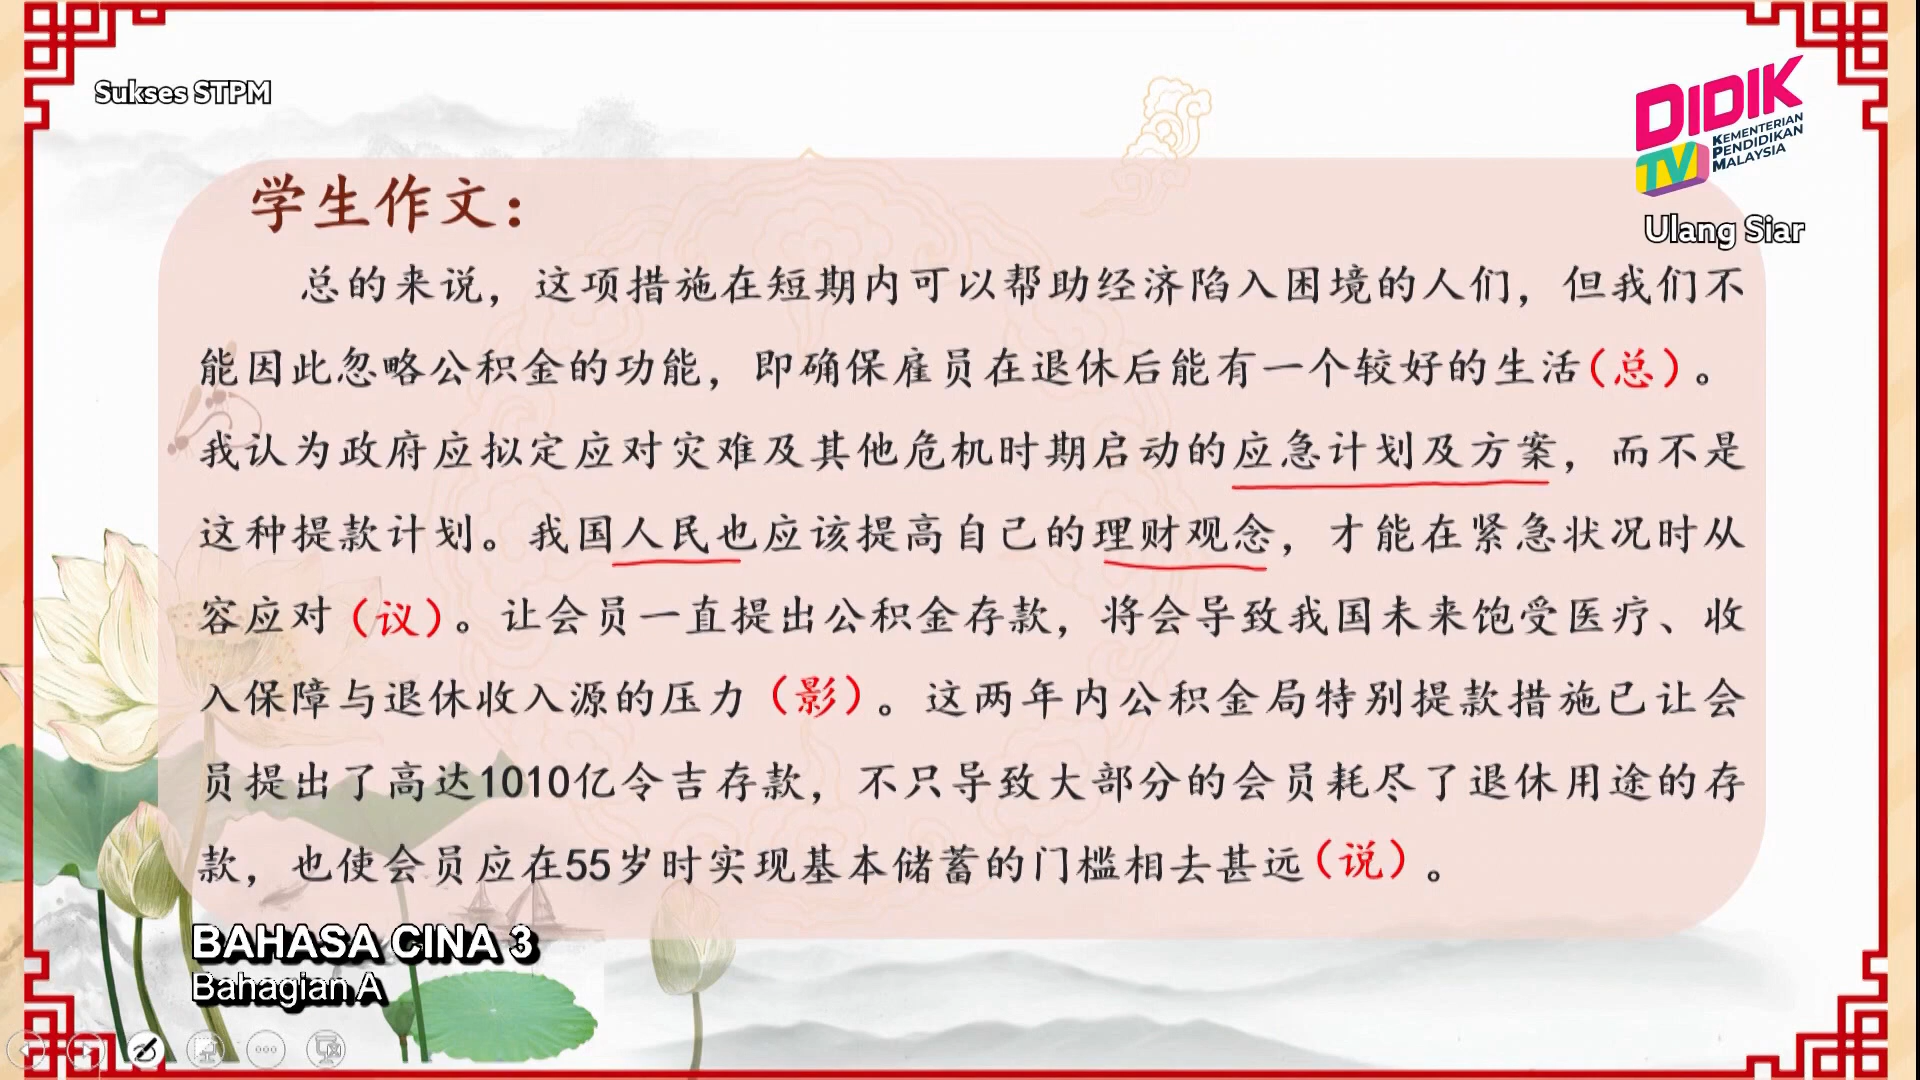 Sukses STPM
DIDIK
TV
KEMENTERIAN
PENDIDIKAN
MALAYSIA
Ulang Siar
学生作文：
总的来说，这项措施在短期内可以帮助经济陷入困境的人们，但我们不
能因此忽略公积金的功能，即确保雇员在退休后能有一个较好的生活（总）。
我认为政府应拟定应对灾难及其他危机时期启动的应急计划及方案，而不是
这种提款计划。我国人民也应该提高自己的理财观念，才能在紧急状况时从
容应对（议）。让会员一直提出公积金存款，将会导致我国未来饱受医疗、收
入保障与退休收入源的压力（影）。这两年内公积金局特别提款措施已让会
员提出了高达1010亿令吉存款，不只导致大部分的会员耗尽了退休用途的存
款，也使会员应在55岁时实现基本储蓄的门槛相去甚远（说）。
BAHASA CINA 3
Bahagian A